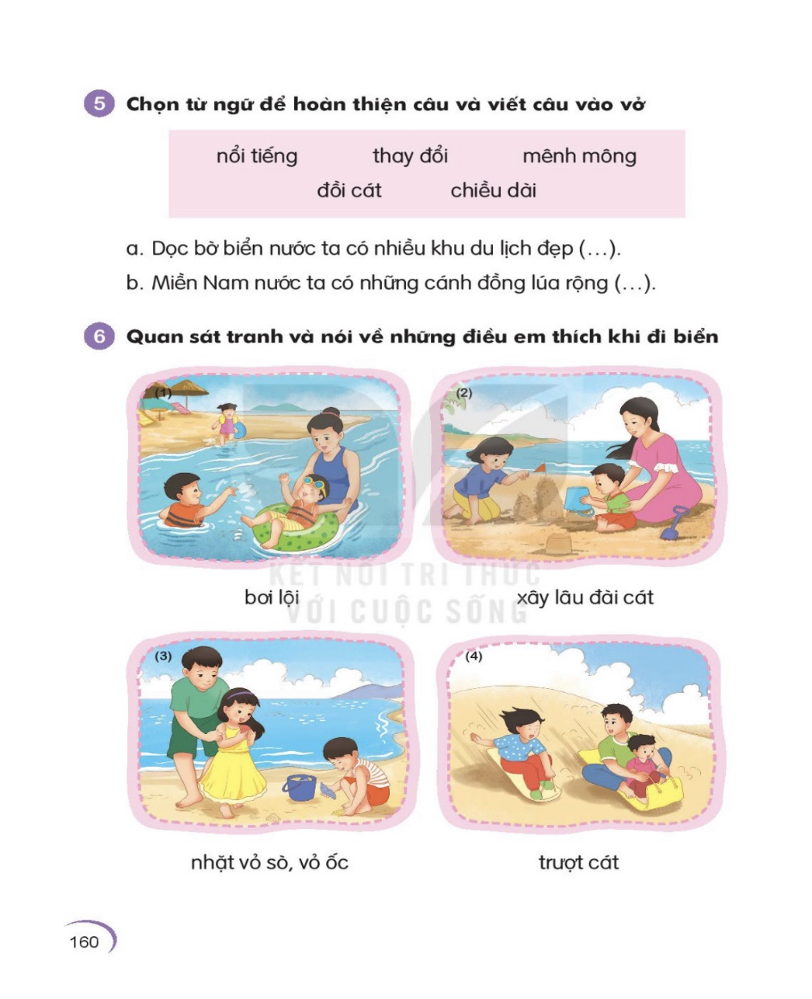 5 Chọn từ ngữ để hoàn thiện câu và viết câu vào vở
nổi tiếng thay đổi mênh mông
đồi cát chiều dài
a. Dọc bờ biển nước ta có nhiều khu du lịch đẹp (...).
b. Miền Nam nước ta có những cánh đồng lúa rộng (...).
6 Quan sát tranh và nói về những điều em thích khi đi biển
(1) (2)
KẾT NỐI TRI THỨC
VỚI CUỘC SỐNG
bơi lội xây lâu đài cát
(3) (4)
nhặt vỏ sò, vỏ ốc trượt cát
160